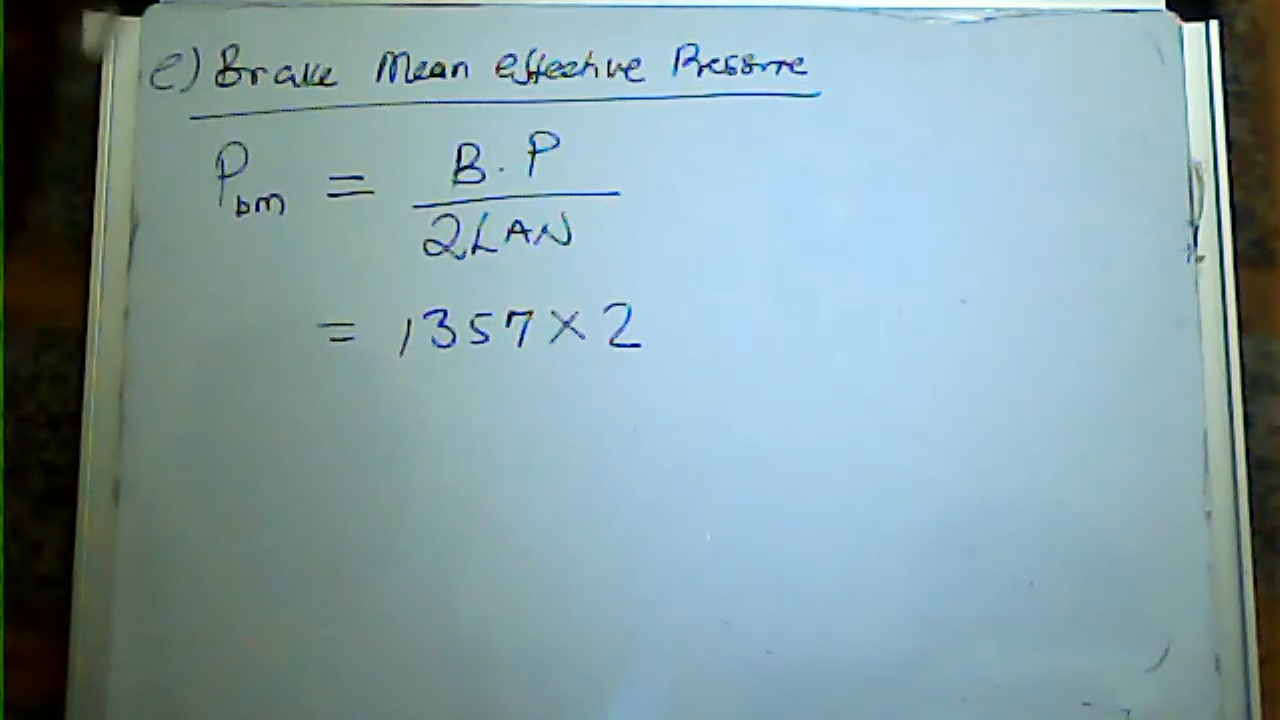 e) Brake Mean effective Pressure
Pbm = B.P / 2LAN
= 1357 × 2